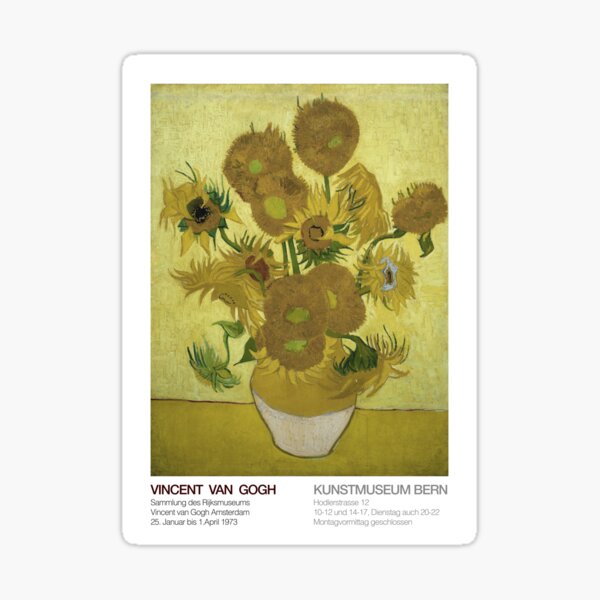 VINCENT VAN GOGH
Sammlung des Rijksmuseums
Vincent van Gogh Amsterdam
25. Januar bis 1.April 1973
KUNSTMUSEUM BERN
Hodlerstrasse 12
10-12 und 14-17, Dienstag auch 20-22
Montagvormittag geschlossen